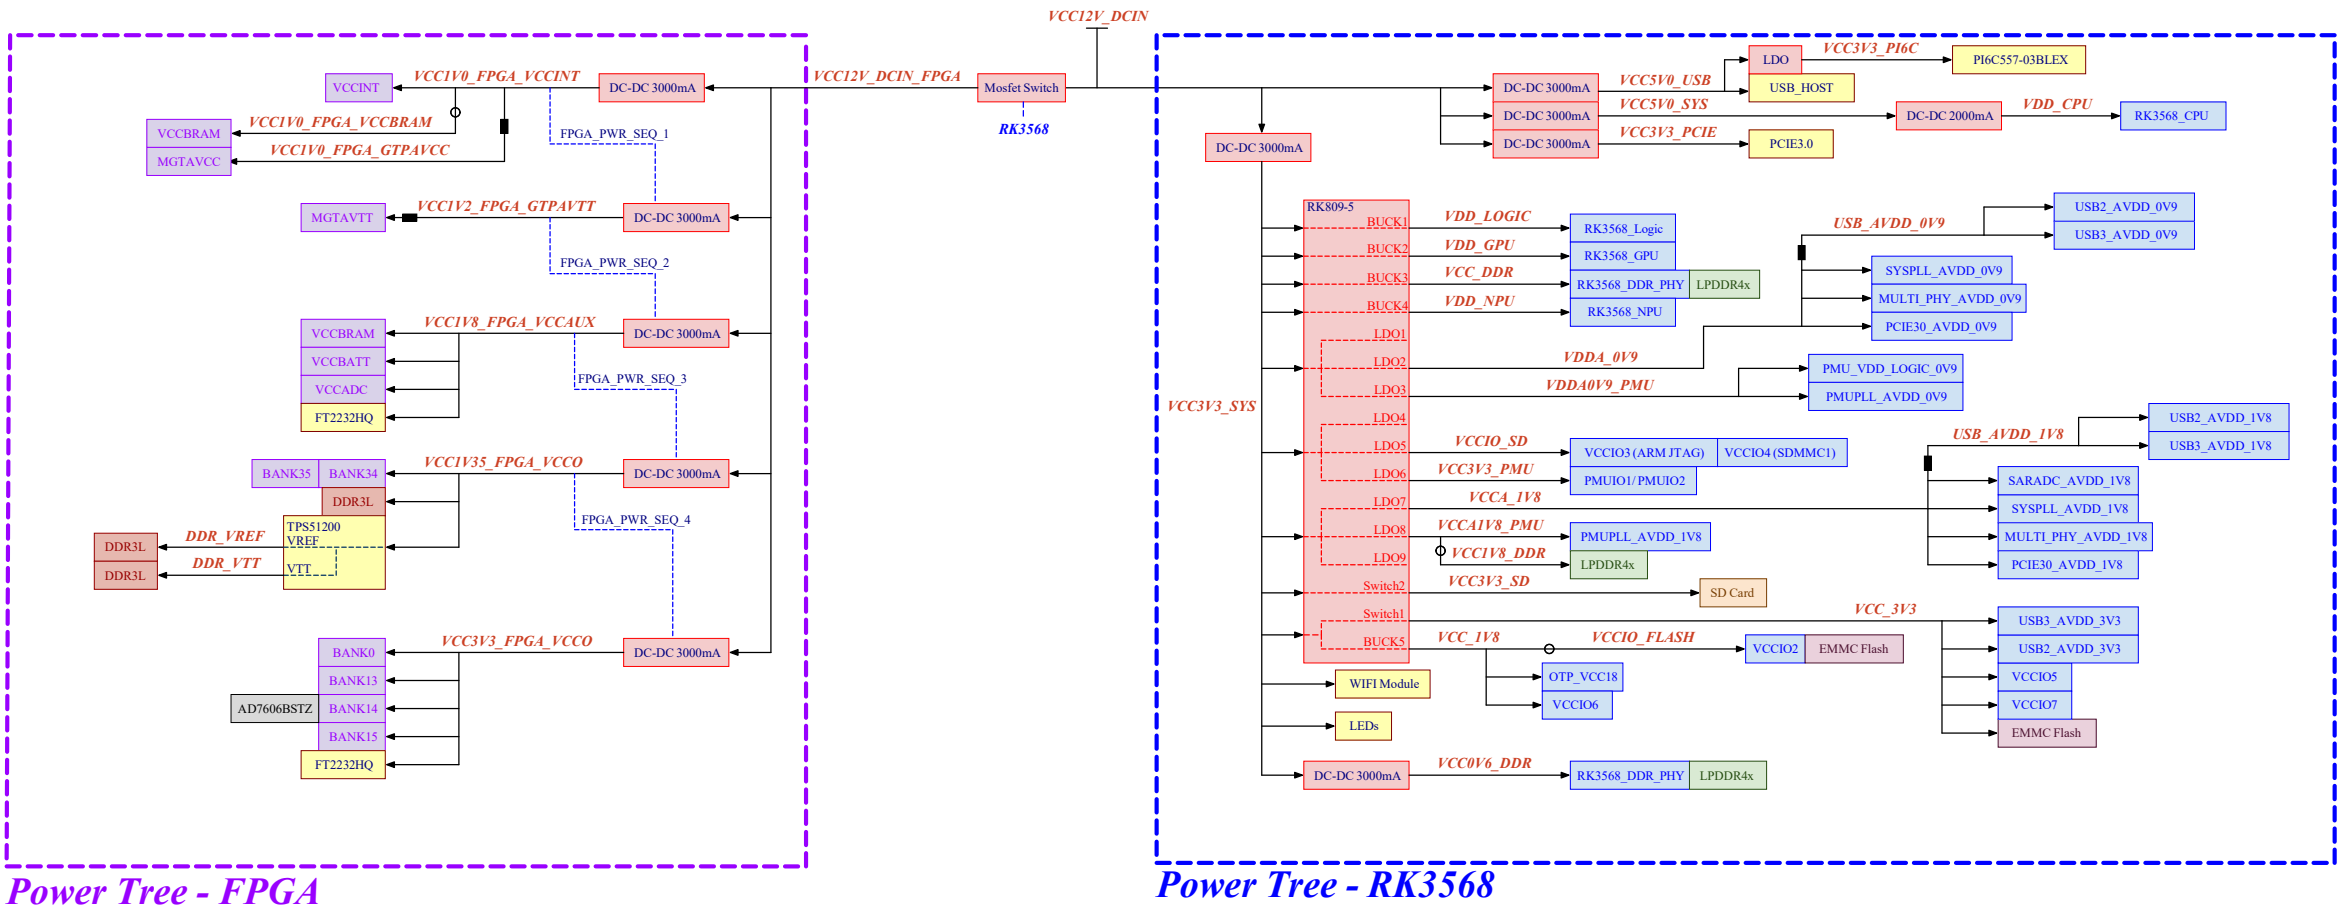 VCC12V_DCIN
VCCINT
VCC1V0_FPGA_VCCINT
DC-DC 3000mA
VCC12V_DCIN_FPGA
Mosfet Switch
RK3568
VCC1V0_FPGA_VCCBRAM
VCCBRAM
FPGA_PWR_SEQ_1
VCC1V0_FPGA_GTPAVCC
MGTAVCC
MGTAVTT
VCC1V2_FPGA_GTPAVTT
DC-DC 3000mA
FPGA_PWR_SEQ_2
VCCBRAM
VCC1V8_FPGA_VCCAUX
DC-DC 3000mA
VCCBATT
VCCADC
FPGA_PWR_SEQ_3
FT2232HQ
BANK35
BANK34
VCC1V35_FPGA_VCCO
DC-DC 3000mA
DDR3L
FPGA_PWR_SEQ_4
TPS51200
VREF
VTT
DDR_VREF
DDR3L
DDR_VTT
DDR3L
BANK0
VCC3V3_FPGA_VCCO
DC-DC 3000mA
BANK13
AD7606BSTZ
BANK14
BANK15
FT2232HQ
Power Tree - FPGA
LDO
VCC3V3_PI6C
PI6C557-03BLEX
DC-DC 3000mA
VCC5V0_USB
USB_HOST
DC-DC 3000mA
VCC5V0_SYS
DC-DC 2000mA
VDD_CPU
RK3568_CPU
DC-DC 3000mA
VCC3V3_PCIE
PCIE3.0
DC-DC 3000mA
VCC3V3_SYS
RK809-5
BUCK1
VDD_LOGIC
RK3568_Logic
BUCK2
VDD_GPU
RK3568_GPU
BUCK3
VCC_DDR
RK3568_DDR_PHY
LPDDR4x
BUCK4
VDD_NPU
RK3568_NPU
LDO1
LDO2
VDDA_0V9
LDO3
VDDA0V9_PMU
USB_AVDD_0V9
USB2_AVDD_0V9
USB3_AVDD_0V9
SYSPLL_AVDD_0V9
MULTI_PHY_AVDD_0V9
PCIE30_AVDD_0V9
PMU_VDD_LOGIC_0V9
PMUPLL_AVDD_0V9
LDO4
LDO5
VCCIO_SD
VCCIO3 (ARM JTAG)
VCCIO4 (SDMMC1)
LDO6
VCC3V3_PMU
PMUIO1/ PMUIO2
LDO7
VCCA_1V8
USB_AVDD_1V8
USB2_AVDD_1V8
USB3_AVDD_1V8
SARADC_AVDD_1V8
SYSPLL_AVDD_1V8
MULTI_PHY_AVDD_1V8
PCIE30_AVDD_1V8
LDO8
VCCA1V8_PMU
PMUPLL_AVDD_1V8
LDO9
VCC1V8_DDR
LPDDR4x
Switch2
VCC3V3_SD
SD Card
Switch1
VCC_3V3
USB3_AVDD_3V3
USB2_AVDD_3V3
VCCIO5
VCCIO7
EMMC Flash
BUCK5
VCC_1V8
VCCIO_FLASH
VCCIO2
EMMC Flash
OTP_VCC18
VCCIO6
WIFI Module
LEDs
DC-DC 3000mA
VCC0V6_DDR
RK3568_DDR_PHY
LPDDR4x
Power Tree - RK3568